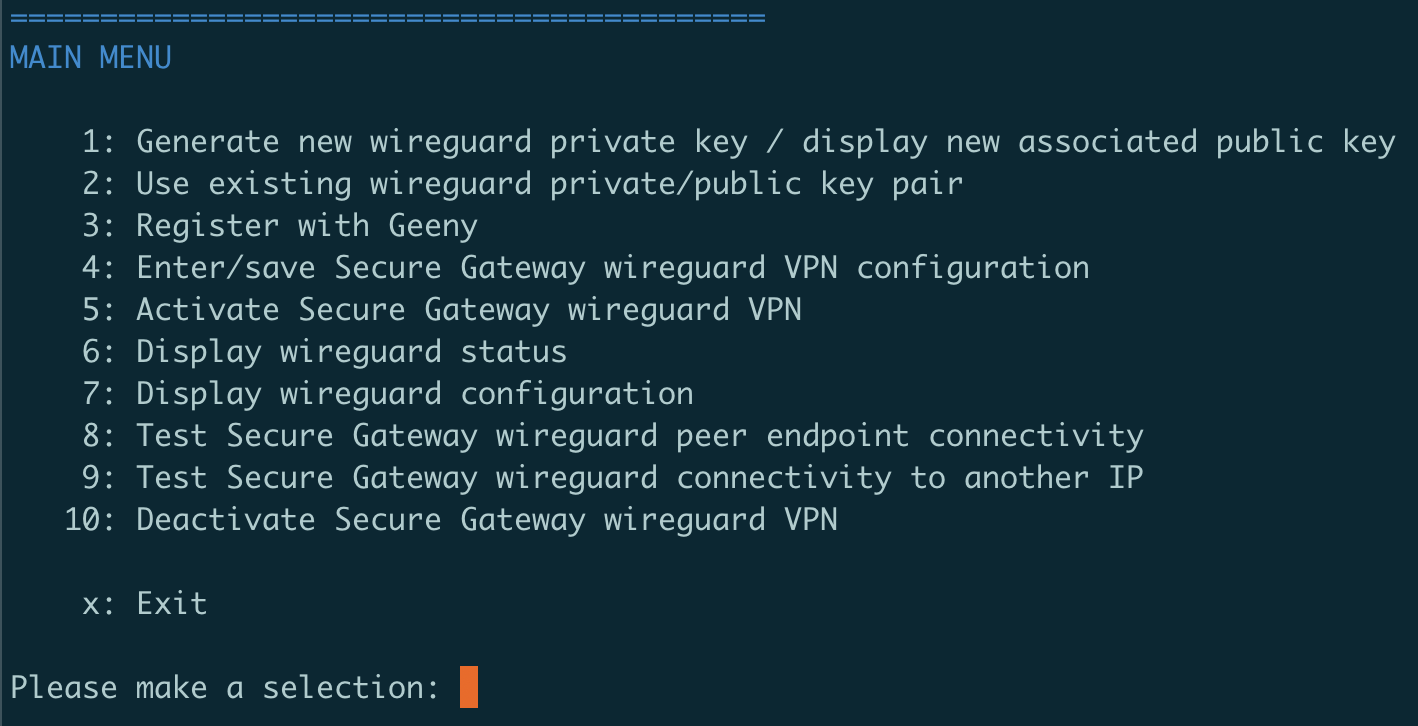 ==========================================
MAIN MENU
1: Generate new wireguard private key / display new associated public key
2: Use existing wireguard private/public key pair
3: Register with Geeny
4: Enter/save Secure Gateway wireguard VPN configuration
5: Activate Secure Gateway wireguard VPN
6: Display wireguard status
7: Display wireguard configuration
8: Test Secure Gateway wireguard peer endpoint connectivity
9: Test Secure Gateway wireguard connectivity to another IP
10: Deactivate Secure Gateway wireguard VPN
x: Exit
Please make a selection: